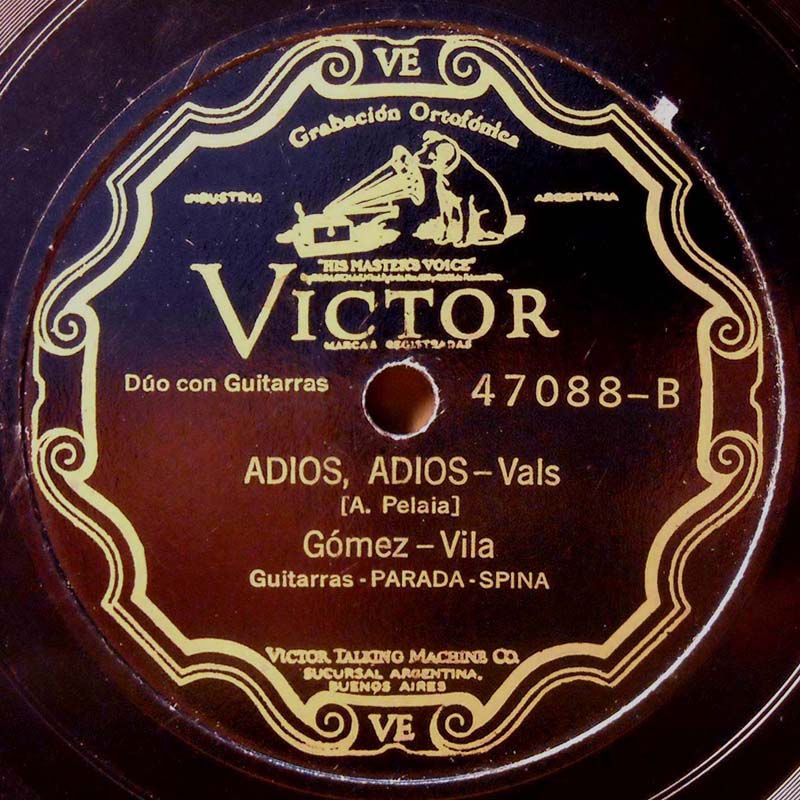 VE
Grabación Ortofónica
INDUSTRIA ARGENTINA
"HIS MASTER'S VOICE"
VICTOR
MARCAS REGISTRADAS
Dúo con Guitarras 47088-B
ADIOS, ADIOS - Vals
[A. Pelaia]
Gómez - Vila
Guitarras - PARADA - SPINA
VICTOR TALKING MACHINE CO.
SUCURSAL ARGENTINA.
BUENOS AIRES
VE